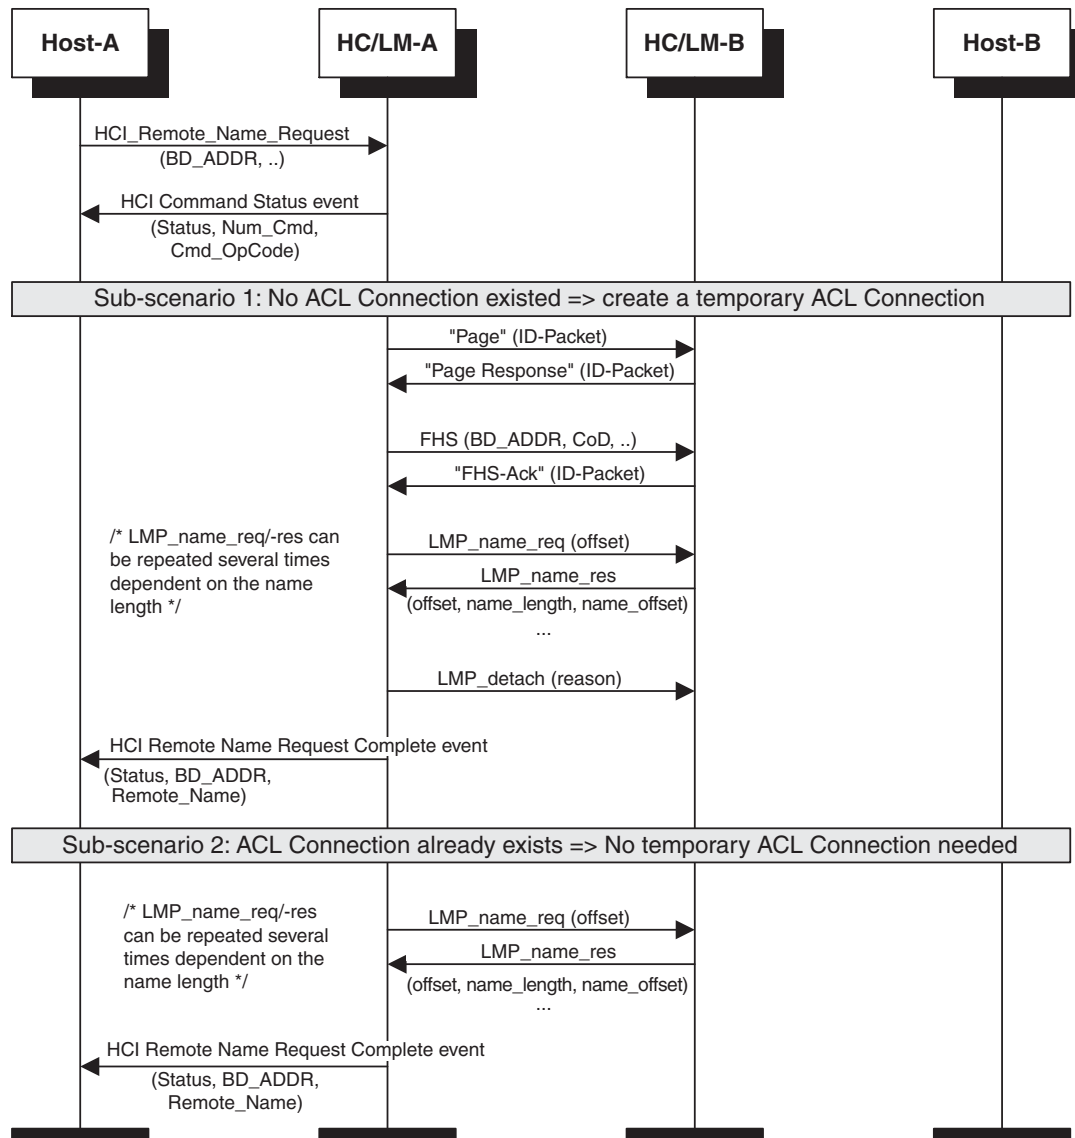 Host-A
HC/LM-A
HC/LM-B
Host-B
HCI_Remote_Name_Request
(BD_ADDR, ..)
HCI Command Status event
(Status, Num_Cmd,
Cmd_OpCode)
Sub-scenario 1: No ACL Connection existed => create a temporary ACL Connection
"Page" (ID-Packet)
"Page Response" (ID-Packet)
FHS (BD_ADDR, CoD, ..)
"FHS-Ack" (ID-Packet)
/* LMP_name_req/-res can
be repeated several times
dependent on the name
length */
LMP_name_req (offset)
LMP_name_res
(offset, name_length, name_offset)
...
LMP_detach (reason)
HCI Remote Name Request Complete event
(Status, BD_ADDR,
Remote_Name)
Sub-scenario 2: ACL Connection already exists => No temporary ACL Connection needed
/* LMP_name_req/-res
can be repeated several
times dependent on the
name length */
LMP_name_req (offset)
LMP_name_res
(offset, name_length, name_offset)
...
HCI Remote Name Request Complete event
(Status, BD_ADDR,
Remote_Name)